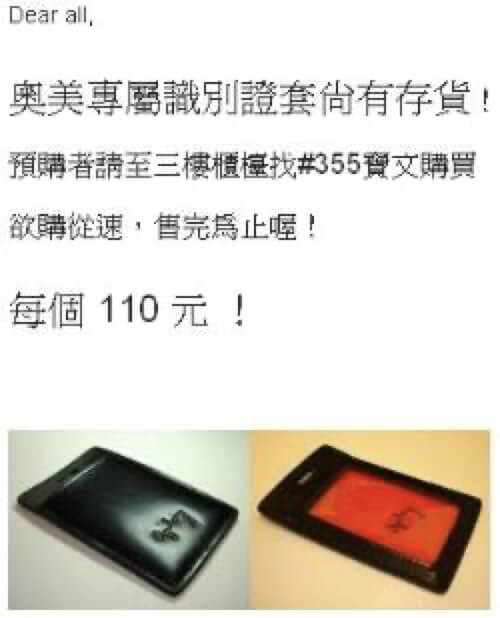 Dear all,
奧美專屬識別證套尚有存貨！
預購者請至三樓櫃檯找#355寶文購買
欲購從速，售完為止喔！
每個 110 元 ！